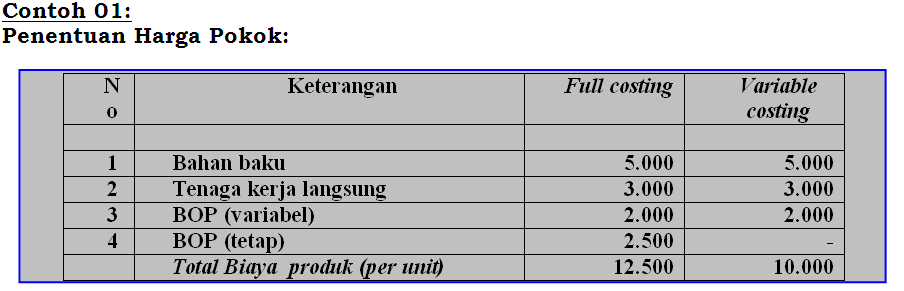 Contoh 01:
Penentuan Harga Pokok:
N
o Keterangan Full costing Variable
costing
1 Bahan baku 5.000 5.000
2 Tenaga kerja langsung 3.000 3.000
3 BOP (variabel) 2.000 2.000
4 BOP (tetap) 2.500 -
Total Biaya produk (per unit) 12.500 10.000